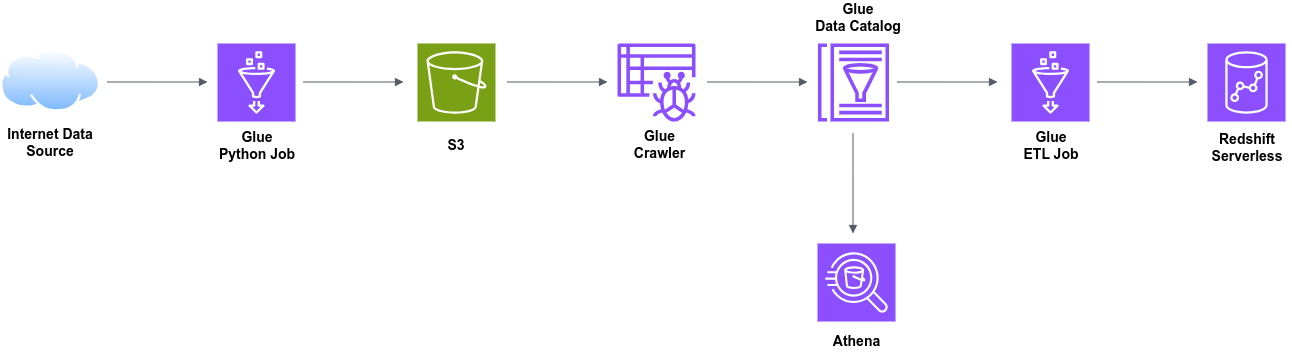 Internet Data
Source
Glue
Python Job
S3
Glue
Crawler
Glue
Data Catalog
Glue
ETL Job
Redshift
Serverless
Athena